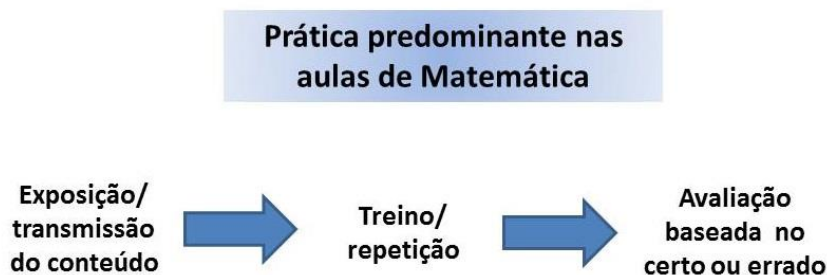 Prática predominante nas
aulas de Matemática
Exposição/
transmissão
do conteúdo
Treino/
repetição
Avaliação
baseada no
certo ou errado